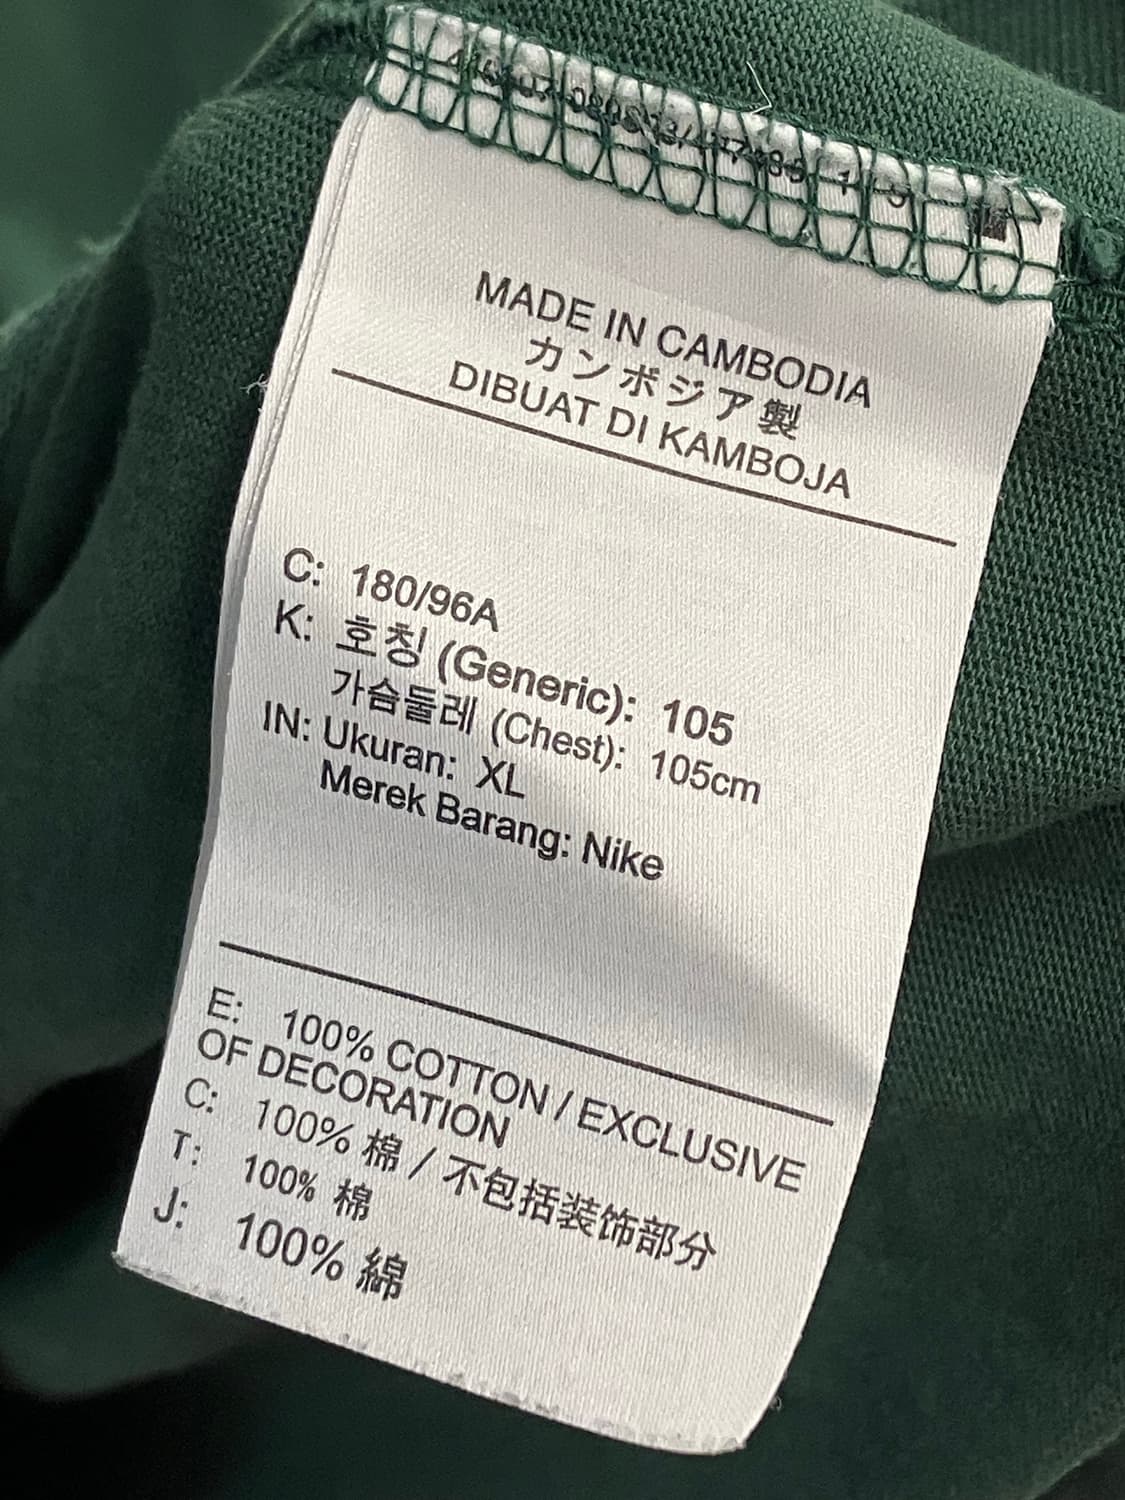 MADE IN CAMBODIA
カンボジア製
DIBUAT DI KAMBOJA
C: 180/96A
K: 호칭 (Generic): 105
가슴둘레 (Chest): 105cm
IN: Ukuran: XL
Merek Barang: Nike
E: 100% COTTON / EXCLUSIVE
OF DECORATION
C: 100% 棉 / 不包括装饰部分
T: 100% 棉
J: 100% 綿